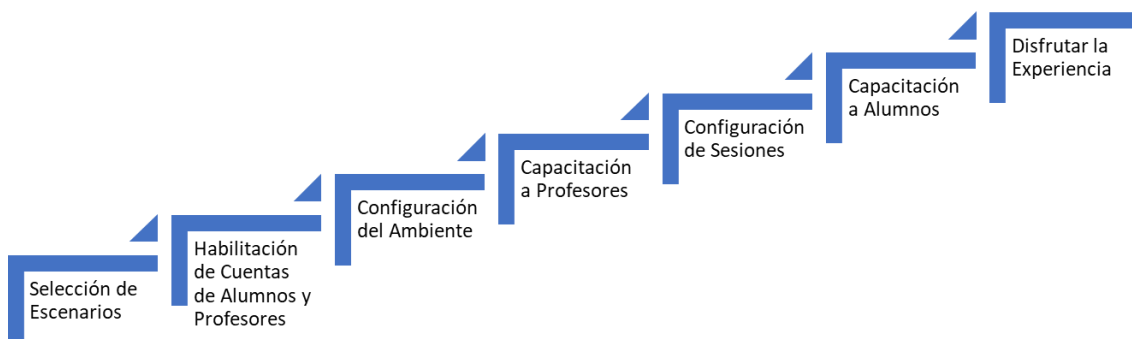 Selección de
Escenarios
Habilitación
de Cuentas
de Alumnos y
Profesores
Configuración
del Ambiente
Capacitación
a Profesores
Configuración
de Sesiones
Capacitación
a Alumnos
Disfrutar la
Experiencia